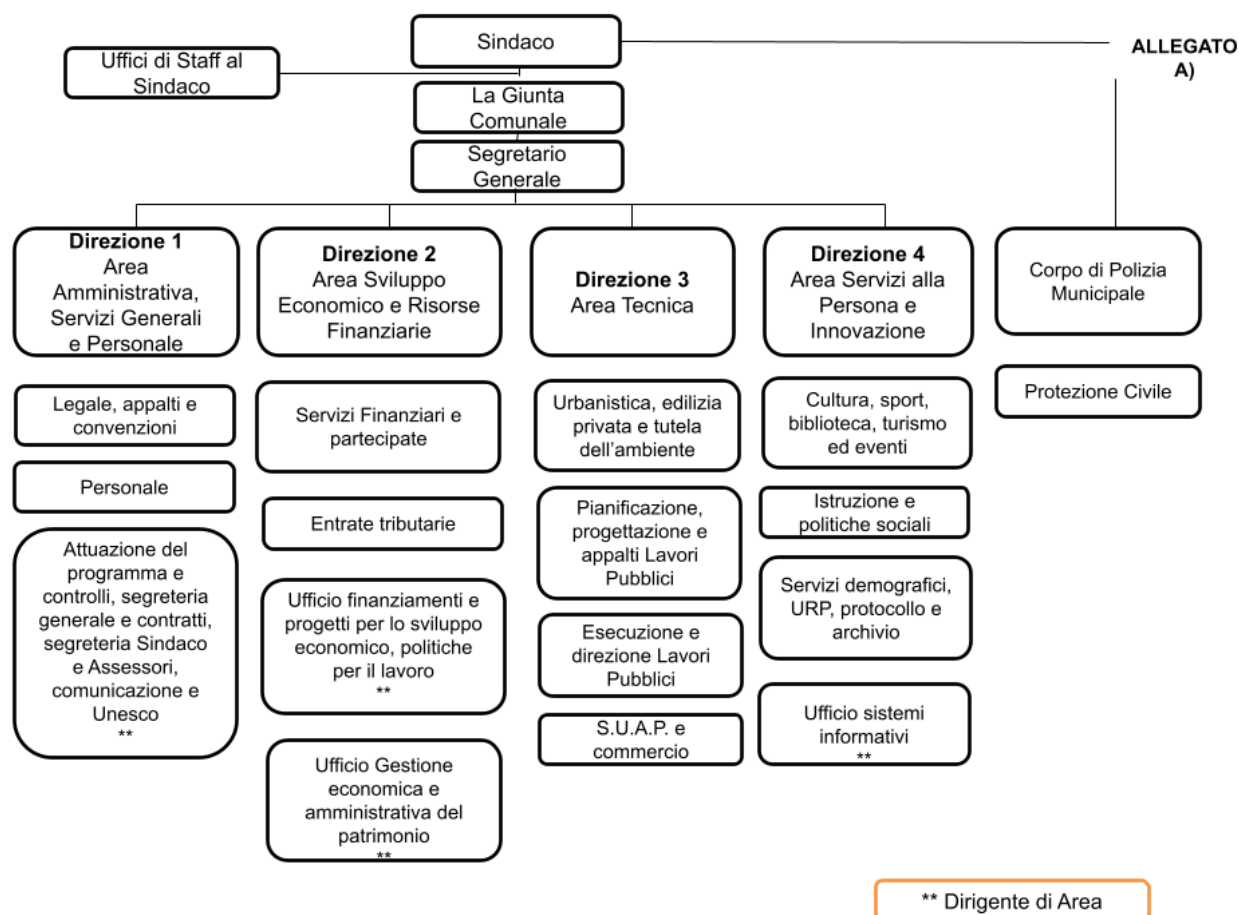 Sindaco
Uffici di Staff al
Sindaco
ALLEGATO
A)
La Giunta
Comunale
Segretario
Generale
Direzione 1
Area
Amministrativa,
Servizi Generali
e Personale
Direzione 2
Area Sviluppo
Economico e Risorse
Finanziarie
Direzione 3
Area Tecnica
Direzione 4
Area Servizi alla
Persona e
Innovazione
Corpo di Polizia
Municipale
Legale, appalti e
convenzioni
Personale
Attuazione del
programma e
controlli, segreteria
generale e contratti,
segreteria Sindaco
e Assessori,
comunicazione e
Unesco
**
Servizi Finanziari e
partecipate
Entrate tributarie
Ufficio finanziamenti e
progetti per lo sviluppo
economico, politiche
per il lavoro
**
Ufficio Gestione
economica e
amministrativa del
patrimonio
**
Urbanistica, edilizia
privata e tutela
dell’ambiente
Pianificazione,
progettazione e
appalti Lavori
Pubblici
Esecuzione e
direzione Lavori
Pubblici
S.U.A.P. e
commercio
Cultura, sport,
biblioteca, turismo
ed eventi
Istruzione e
politiche sociali
Servizi demografici,
URP, protocollo e
archivio
Ufficio sistemi
informativi
**
Protezione Civile
** Dirigente di Area